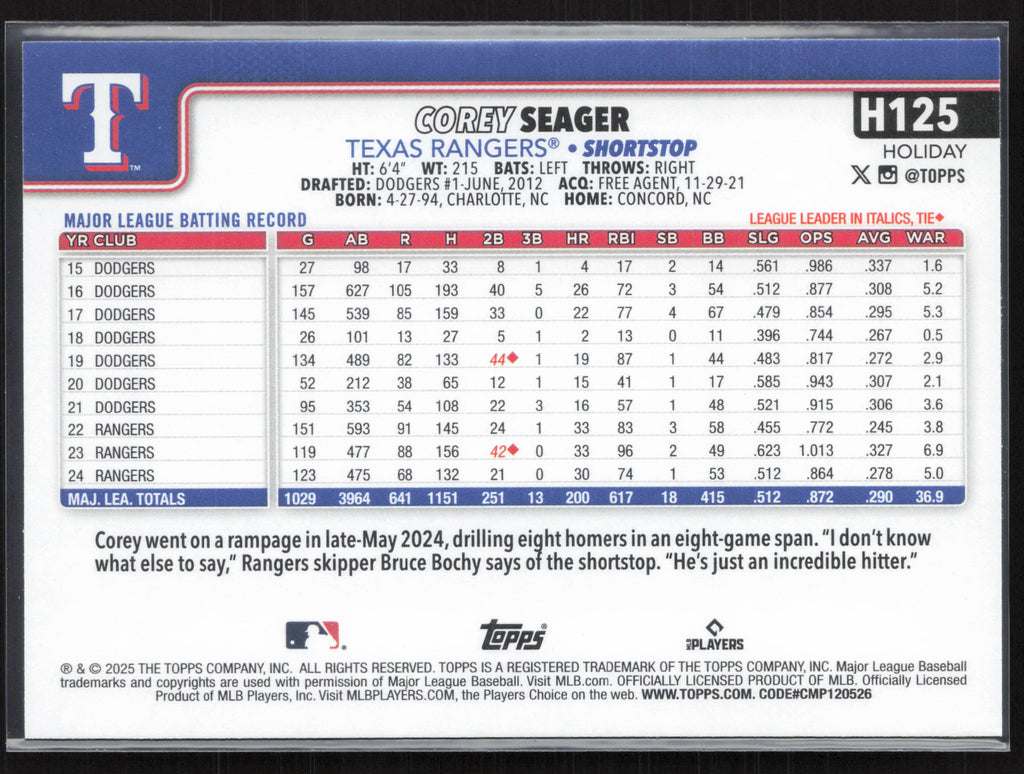 T™
COREY SEAGER
H125
TEXAS RANGERS® • SHORTSTOP
HOLIDAY
HT: 6'4" WT: 215 BATS: LEFT THROWS: RIGHT
@TOPPS
DRAFTED: DODGERS #1-JUNE, 2012 ACQ: FREE AGENT, 11-29-21
BORN: 4-27-94, CHARLOTTE, NC HOME: CONCORD, NC
MAJOR LEAGUE BATTING RECORD LEAGUE LEADER IN ITALICS, TIE◆
YR CLUB G AB R H 2B 3B HR RBI SB BB SLG OPS AVG WAR
15 DODGERS 27 98 17 33 8 1 4 17 2 14 .561 .986 .337 1.6
16 DODGERS 157 627 105 193 40 5 26 72 3 54 .512 .877 .308 5.2
17 DODGERS 145 539 85 159 33 0 22 77 4 67 .479 .854 .295 5.3
18 DODGERS 26 101 13 27 5 1 2 13 0 11 .396 .744 .267 0.5
19 DODGERS 134 489 82 133 44◆ 1 19 87 1 44 .483 .817 .272 2.9
20 DODGERS 52 212 38 65 12 1 15 41 1 17 .585 .943 .307 2.1
21 DODGERS 95 353 54 108 22 3 16 57 1 48 .521 .915 .306 3.6
22 RANGERS 151 593 91 145 24 1 33 83 3 58 .455 .772 .245 3.8
23 RANGERS 119 477 88 156 42◆ 0 33 96 2 49 .623 1.013 .327 6.9
24 RANGERS 123 475 68 132 21 0 30 74 1 53 .512 .864 .278 5.0
MAJ. LEA. TOTALS 1029 3964 641 1151 251 13 200 617 18 415 .512 .872 .290 36.9
Corey went on a rampage in late-May 2024, drilling eight homers in an eight-game span. “I don’t know
what else to say,” Rangers skipper Bruce Bochy says of the shortstop. “He’s just an incredible hitter.”
TOPPS® MLB PLAYERS
® & © 2025 THE TOPPS COMPANY, INC. ALL RIGHTS RESERVED. TOPPS IS A REGISTERED TRADEMARK OF THE TOPPS COMPANY, INC. Major League Baseball
trademarks and copyrights are used with permission of Major League Baseball. Visit MLB.com. OFFICIALLY LICENSED PRODUCT OF MLB. Officially Licensed
Product of MLB Players, Inc. Visit MLBPLAYERS.COM, the Players Choice on the web. WWW.TOPPS.COM. CODE#CMP120526